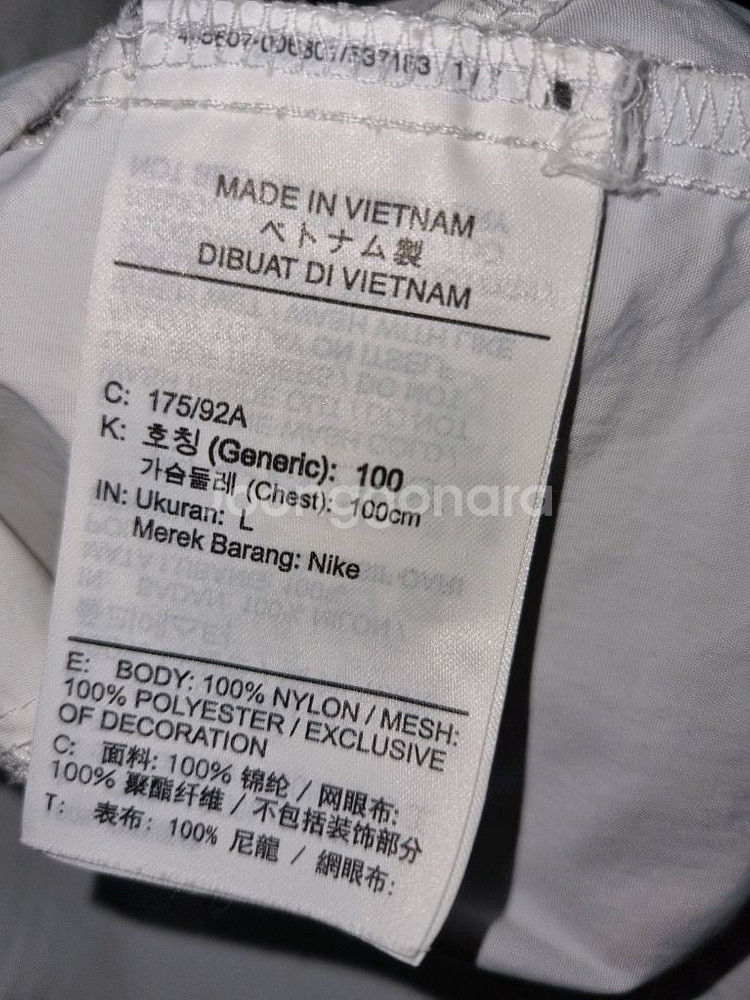 MADE IN VIETNAM
ベトナム製
DIBUAT DI VIETNAM
C: 175/92A
K: 호칭 (Generic): 100
가슴둘레 (Chest): 100cm
IN: Ukuran: L
Merek Barang: Nike
E: BODY: 100% NYLON / MESH:
100% POLYESTER / EXCLUSIVE
OF DECORATION
C: 面料: 100% 锦纶 / 网眼布:
100% 聚酯纤维 / 不包括装饰部分
T: 表布: 100% 尼龍 / 網眼布: